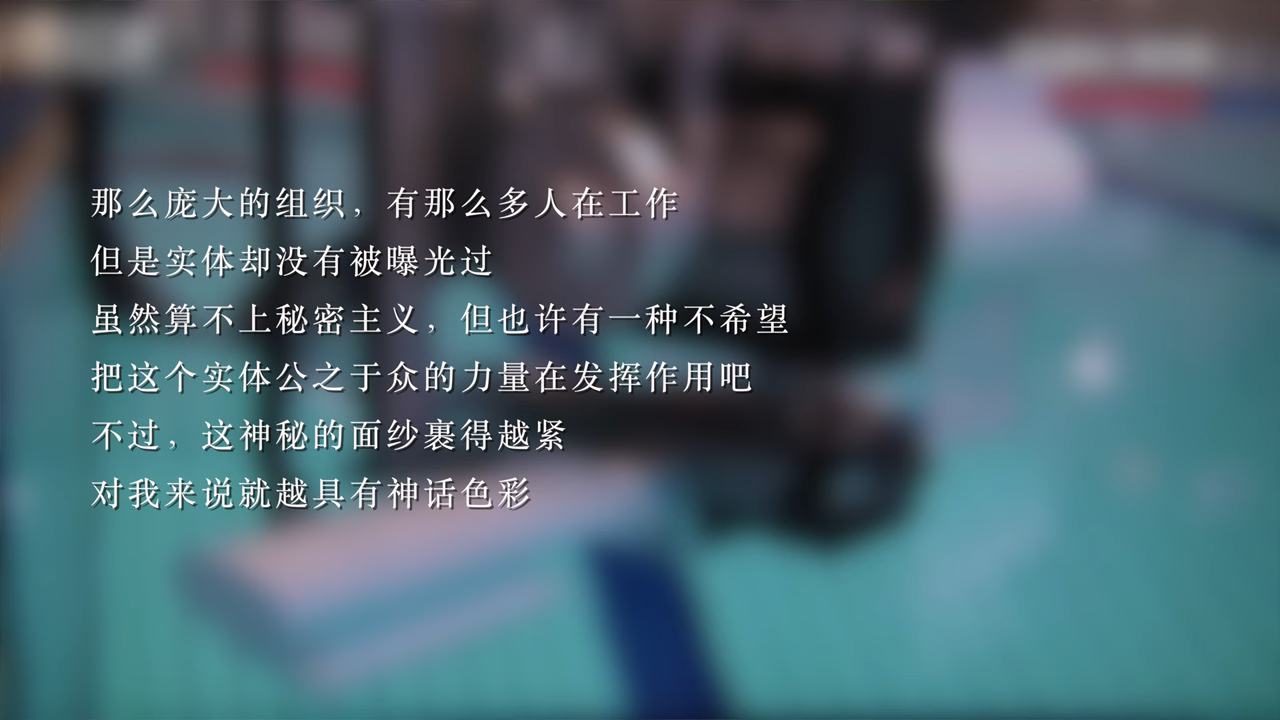 那么庞大的组织，有那么多人在工作
但是实体却没有被曝光过
虽然算不上秘密主义，但也许有一种不希望
把这个实体公之于众的力量在发挥作用吧
不过，这神秘的面纱裹得越紧
对我来说就越具有神话色彩